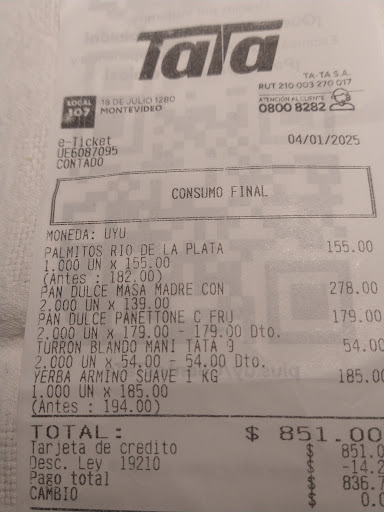 TaTa
TA-TA S.A.
RUT 210 003 270 017
LOCAL 107
18 DE JULIO 1280
MONTEVIDEO
ATENCIÓN AL CLIENTE
0800 8282
e-Ticket
UE6087095
CONTADO
04/01/2025
CONSUMO FINAL
MONEDA: UYU
PALMITOS RIO DE LA PLATA 155.00
1.000 UN x 155.00
(Antes : 182.00)
PAN DULCE MASA MADRE CON 278.00
2.000 UN x 139.00
PAN DULCE PANETTONE C FRU 179.00
2.000 UN x 179.00 - 179.00 Dto.
TURRON BLANDO MANI TATA 9 54.00
2.000 UN x 54.00 - 54.00 Dto.
YERBA ARMINO SUAVE 1 KG 185.00
1.000 UN x 185.00
(Antes : 194.00)
TOTAL: $ 851.00
Tarjeta de credito $ 851.0
Desc. Ley 19210 $ -14.2
Pago total $ 836.7
CAMBIO $ 0.0